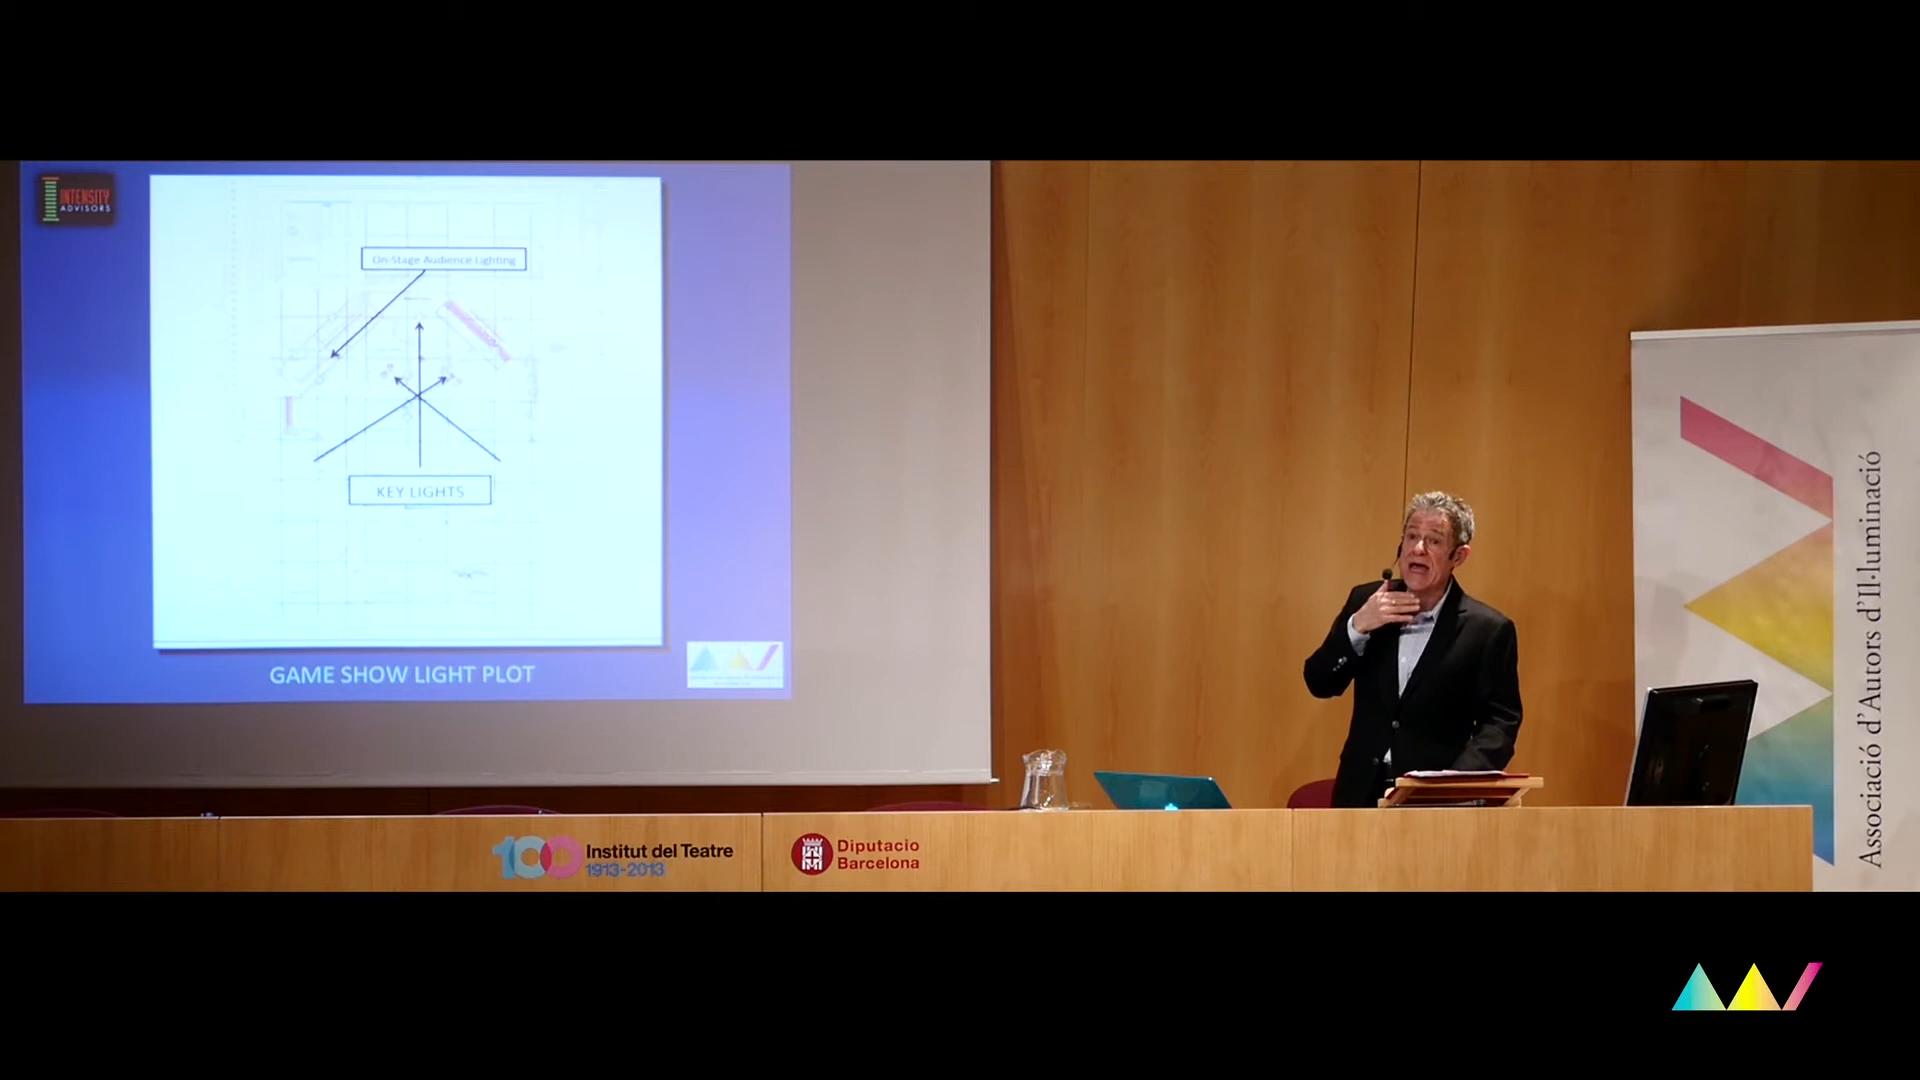 INTENSITY
ADVISORS
On-Stage Audience Lighting
KEY LIGHTS
GAME SHOW LIGHT PLOT
100 Institut del Teatre
1913-2013
Diputació
Barcelona
Associació d'Autors d'Il·luminació